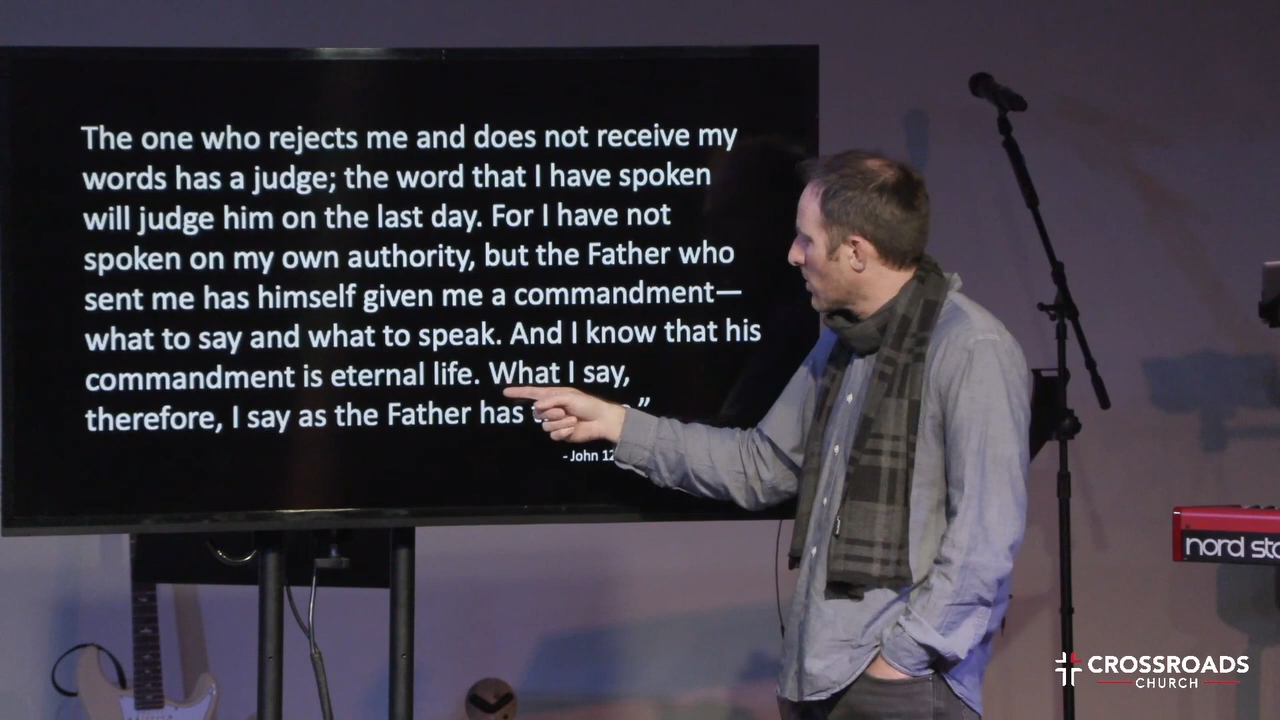 The one who rejects me and does not receive my
words has a judge; the word that I have spoken
will judge him on the last day. For I have not
spoken on my own authority, but the Father who
sent me has himself given me a commandment—
what to say and what to speak. And I know that his
commandment is eternal life. What I say,
therefore, I say as the Father has ”
- John 12
nord
CROSSROADS
CHURCH